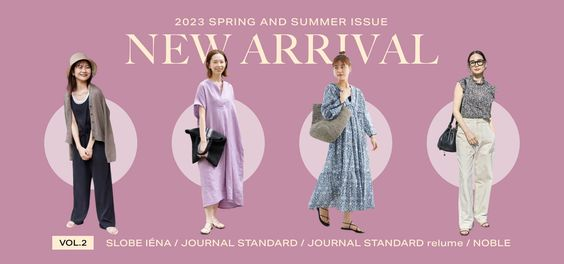 2023 SPRING AND SUMMER ISSUE
NEW ARRIVAL
VOL.2 SLOBE IÉNA / JOURNAL STANDARD / JOURNAL STANDARD relume / NOBLE